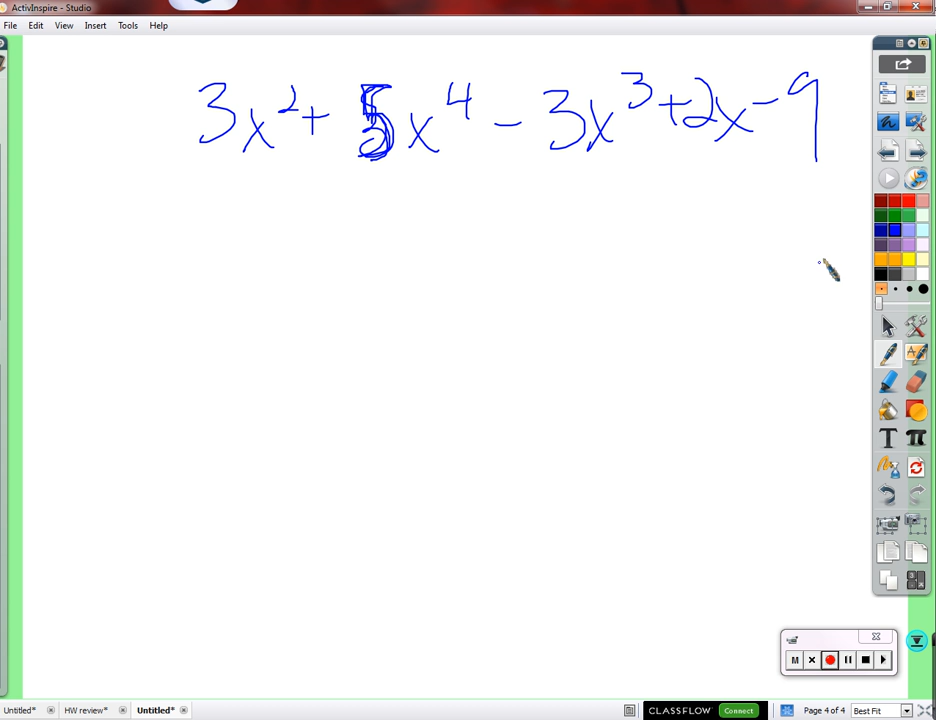 ActivInspire - Studio
File Edit View Insert Tools Help
3x² + 5x⁴ - 3x³ + 2x - 9
T π
M
Untitled* HW review* Untitled* CLASSFLOW Connect Page 4 of 4 Best Fit